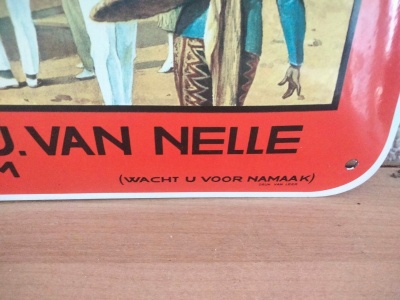 J. VAN NELLE
M
(WACHT U VOOR NAMAAK)